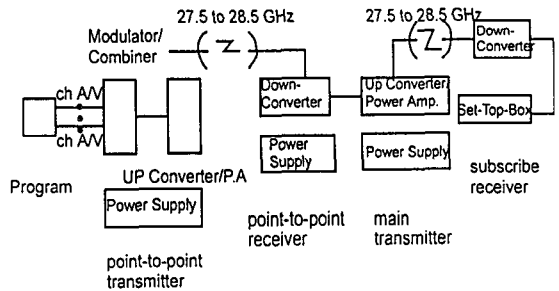 27.5 to 28.5 GHz
27.5 to 28.5 GHz
Modulator/
Combiner
Down-
Converter
ch A/V
ch A/V
Down-
Converter
Up Converter/
Power Amp.
Set-Top-Box
Program
UP Converter/P.A
Power Supply
Power
Supply
Power Supply
subscribe
receiver
point-to-point
receiver
main
transmitter
point-to-point
transmitter